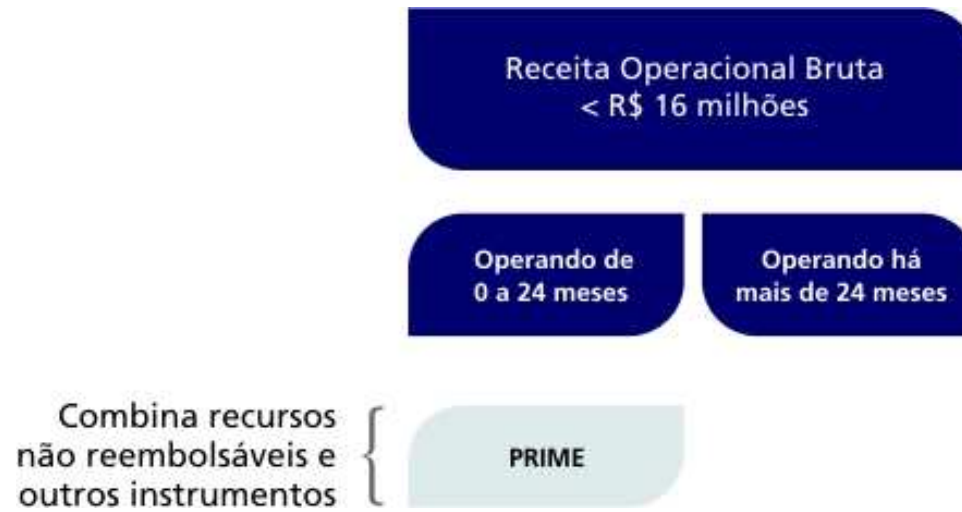 Receita Operacional Bruta
< R$ 16 milhões
Operando de
0 a 24 meses
Operando há
mais de 24 meses
Combina recursos
não reembolsáveis e
outros instrumentos
PRIME